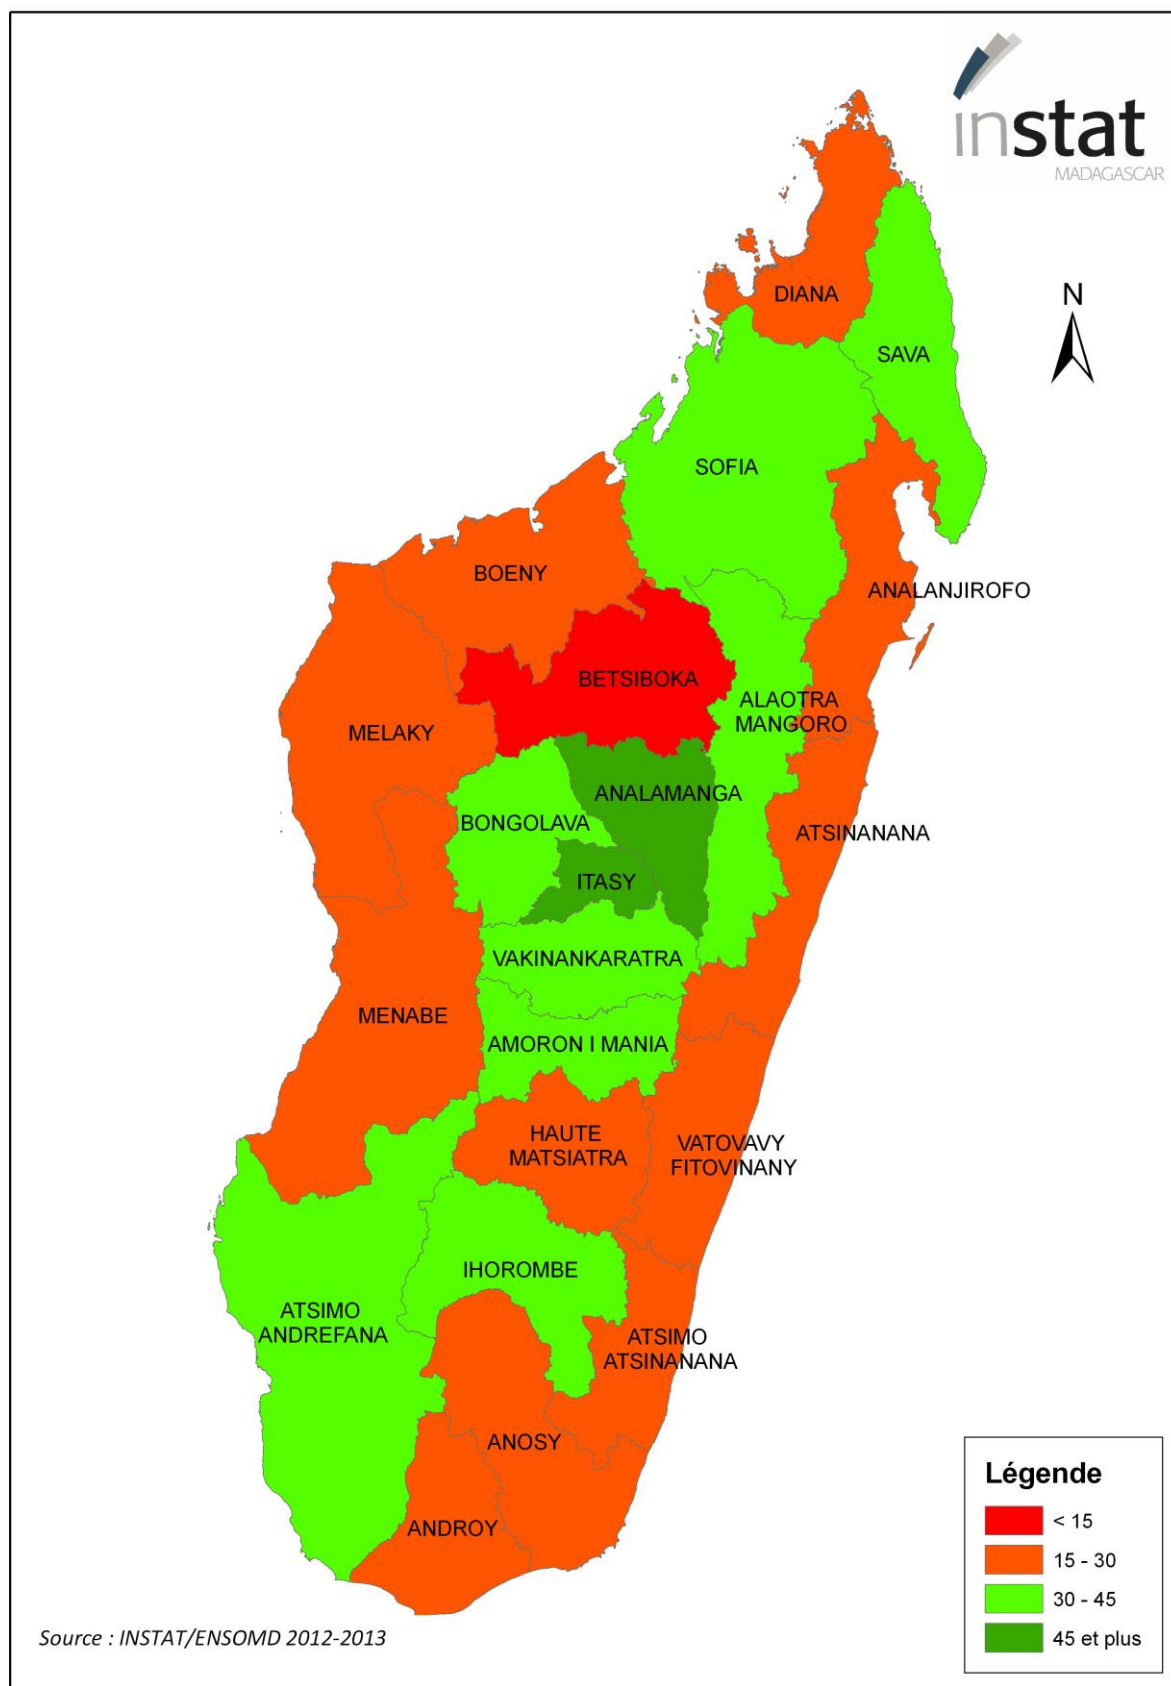 instat
MADAGASCAR
N
DIANA
SAVA
SOFIA
BOENY
ANALANJIROFO
BETSIBOKA
ALAOTRA
MANGORO
MELAKY
ANALAMANGA
BONGOLAVA
ATSINANANA
ITASY
VAKINANKARATRA
MENABE
AMORON I MANIA
HAUTE
MATSIATRA
VATOVAVY
FITOVINANY
IHOROMBE
ATSIMO
ANDREFANA
ATSIMO
ATSINANANA
ANOSY
ANDROY
Légende
< 15
15 - 30
30 - 45
45 et plus
Source : INSTAT/ENSOMD 2012-2013